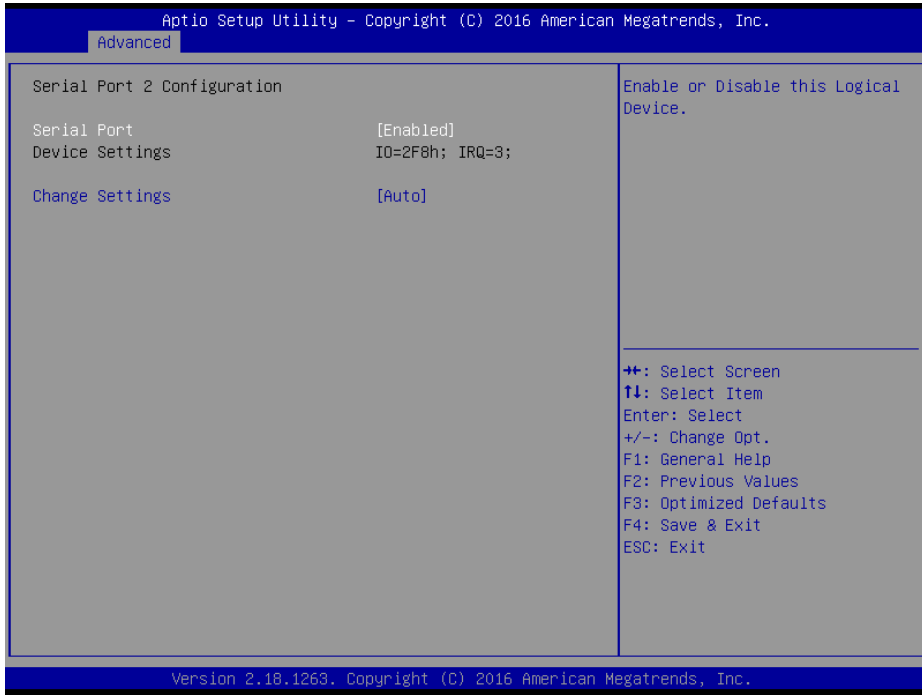 Aptio Setup Utility – Copyright (C) 2016 American Megatrends, Inc.
Advanced
Serial Port 2 Configuration
Serial Port [Enabled]
Device Settings IO=2F8h; IRQ=3;
Change Settings [Auto]
Enable or Disable this Logical
Device.
→←: Select Screen
↑↓: Select Item
Enter: Select
+/-: Change Opt.
F1: General Help
F2: Previous Values
F3: Optimized Defaults
F4: Save & Exit
ESC: Exit
Version 2.18.1263. Copyright (C) 2016 American Megatrends, Inc.